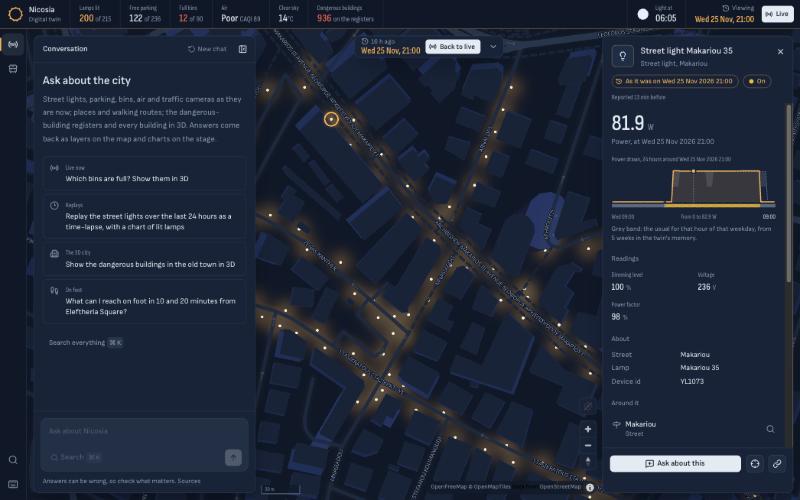 Nicosia
Digital twin
Lamps lit
200 of 215
Free parking
122 of 236
Full bins
12 of 90
Air
Poor CAQI 89
Clear sky
14°C
Dangerous buildings
936 on the registers
Light at
06:05
Viewing
Wed 25 Nov, 21:00
Live
Conversation
New chat
Ask about the city
Street lights, parking, bins, air and traffic cameras as they
are now; places and walking routes; the dangerous-
building registers and every building in 3D. Answers come
back as layers on the map and charts on the stage.
Live now
Which bins are full? Show them in 3D
Replays
Replay the street lights over the last 24 hours as a
time-lapse, with a chart of lit lamps
The 3D city
Show the dangerous buildings in the old town in 3D
On foot
What can I reach on foot in 10 and 20 minutes from
Eleftheria Square?
Search everything ⌘ K
Ask about Nicosia
Search ⌘ K
Answers can be wrong, so check matters. Sources
10 h ago
Wed 25 Nov, 21:00
Back to live
OpenFreeMap © OpenMapTiles
OpenStreetMap
Street light Makariou 35
Street light, Makariou
As it was on Wed 25 Nov 2026 21:00
On
Reported 13 min before
81.9 W
Power, at Wed 25 Nov 2026 21:00
Power drawn, 24 hours around Wed 25 Nov 2026 21:00
Wed 09:00
from 0 to 82.9 W
09:00
Grey band: the usual for that hour of that weekday, from
5 weeks in the twin's memory.
Readings
Dimming level
100 %
Voltage
236 V
Power factor
98 %
About
Street
Makariou
Lamp
Makariou 35
Device id
YL1073
Around it
Makariou
Street
Ask about this